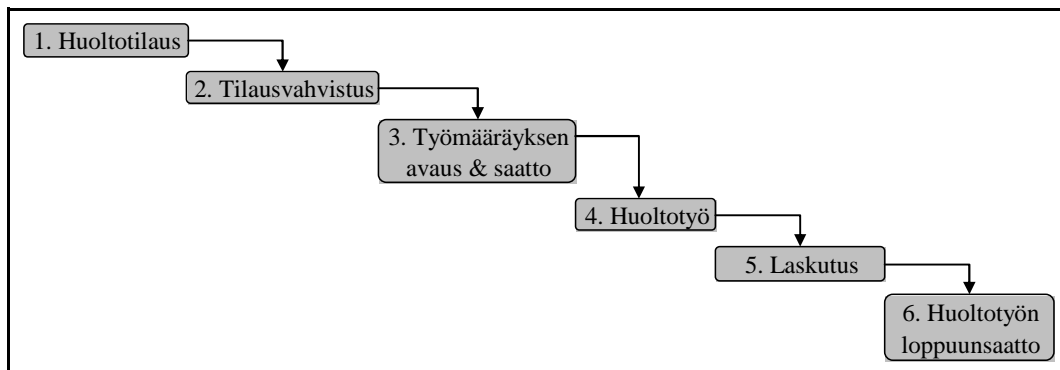 1. Huoltotilaus
2. Tilausvahvistus
3. Työmääräyksen
avaus & saatto
4. Huoltotyö
5. Laskutus
6. Huoltotyön
loppuunsaatto